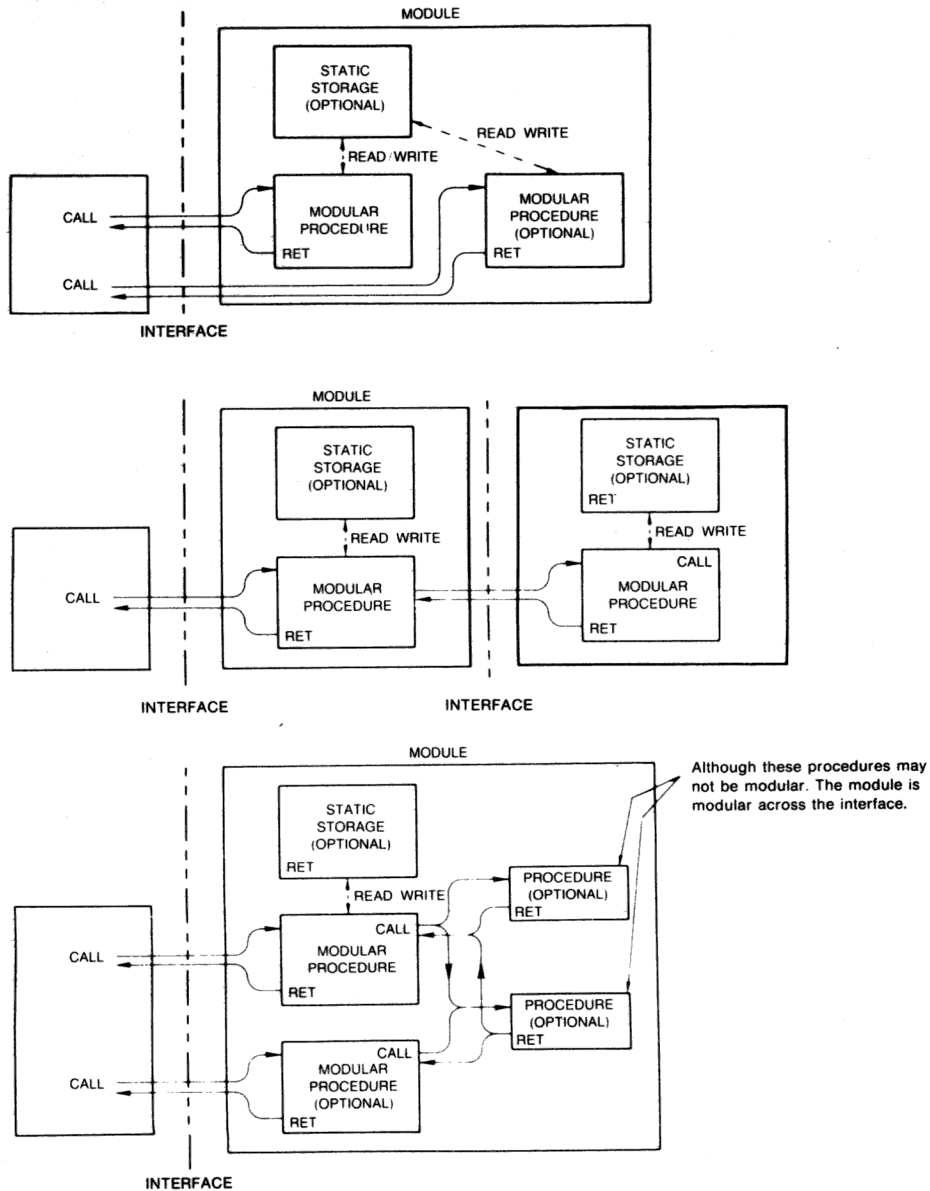 MODULE
STATIC
STORAGE
(OPTIONAL)
READ WRITE
READ/WRITE
CALL
MODULAR
PROCEDURE
RET
MODULAR
PROCEDURE
(OPTIONAL)
RET
CALL
INTERFACE
MODULE
STATIC
STORAGE
(OPTIONAL)
STATIC
STORAGE
(OPTIONAL)
RET
READ WRITE
READ WRITE
CALL
CALL
MODULAR
PROCEDURE
RET
MODULAR
PROCEDURE
RET
INTERFACE
INTERFACE
MODULE
Although these procedures may
not be modular. The module is
modular across the interface.
STATIC
STORAGE
(OPTIONAL)
RET
READ WRITE
PROCEDURE
(OPTIONAL)
RET
CALL
CALL
MODULAR
PROCEDURE
RET
PROCEDURE
(OPTIONAL)
RET
CALL
CALL
MODULAR
PROCEDURE
(OPTIONAL)
RET
INTERFACE